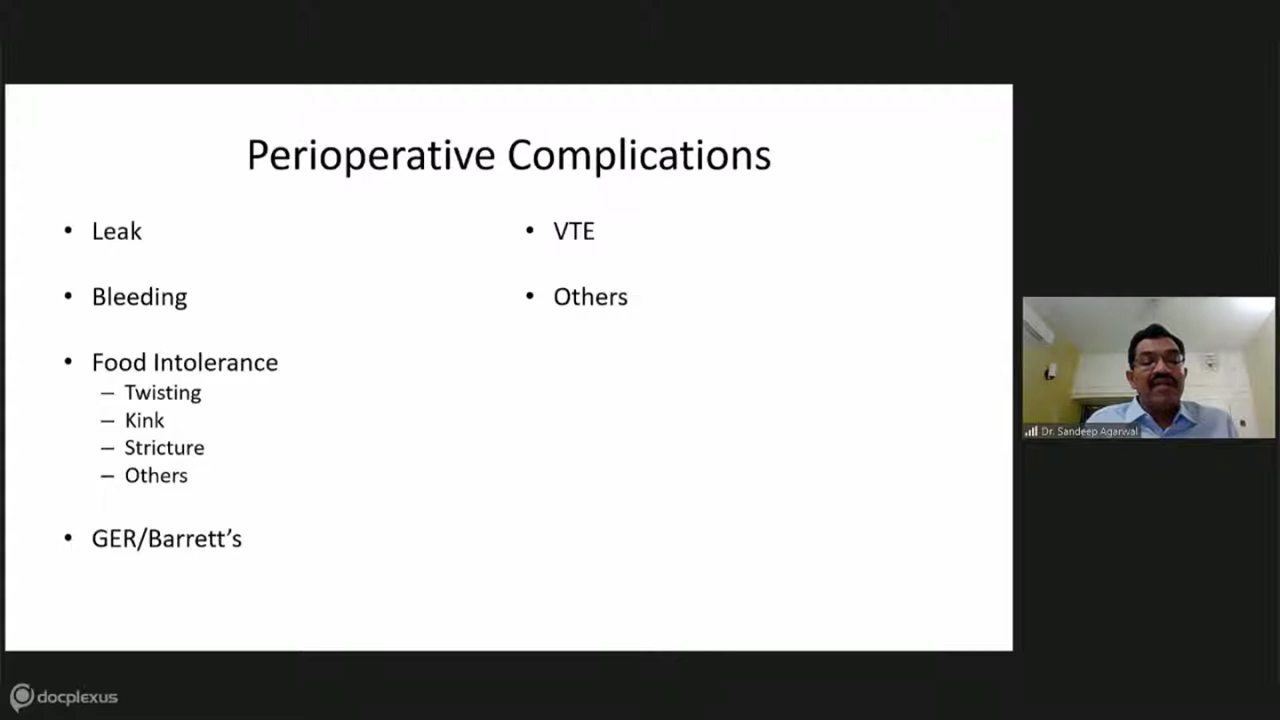 Perioperative Complications
• Leak
• Bleeding
• Food Intolerance
– Twisting
– Kink
– Stricture
– Others
• GER/Barrett’s
• VTE
• Others
Dr. Sandeep Agarwal
docplexus